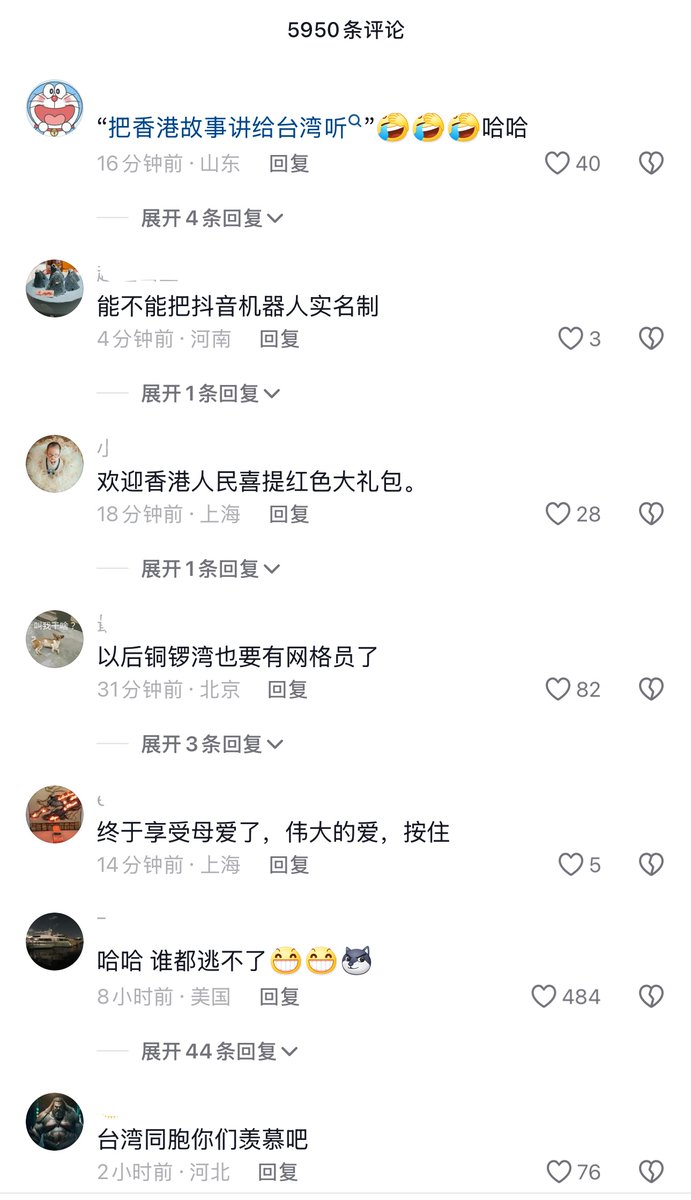 5950条评论
“把香港故事讲给台湾听”🤣🤣🤣哈哈
16分钟前·山东 回复
40
展开4条回复
能不能把抖音机器人实名制
4分钟前·河南 回复
3
展开1条回复
小
欢迎香港人民喜提红色大礼包。
18分钟前·上海 回复
28
展开1条回复
叫我干啥？
以后铜锣湾也要有网格员了
31分钟前·北京 回复
82
展开3条回复
终于享受母爱了，伟大的爱，按住
14分钟前·上海 回复
5
哈哈 谁都逃不了😁😁
8小时前·美国 回复
484
展开44条回复
台湾同胞你们羡慕吧
2小时前·河北 回复
76